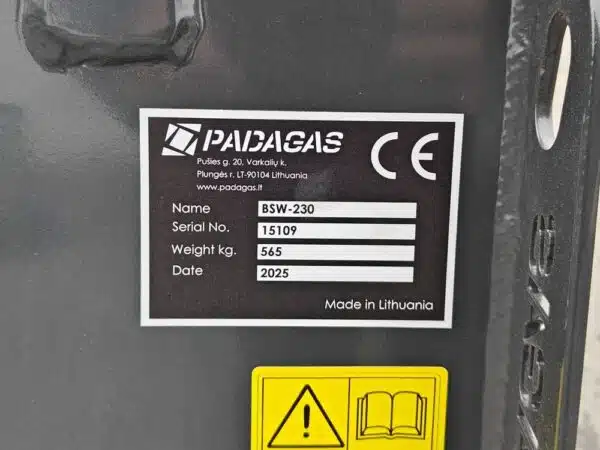 PADAGAS
CE
Pušies g. 20, Varkalių k.
Plungės r. LT-90104 Lithuania
www.padagas.lt
Name BSW-230
Serial No. 15109
Weight kg. 565
Date 2025
Made in Lithuania